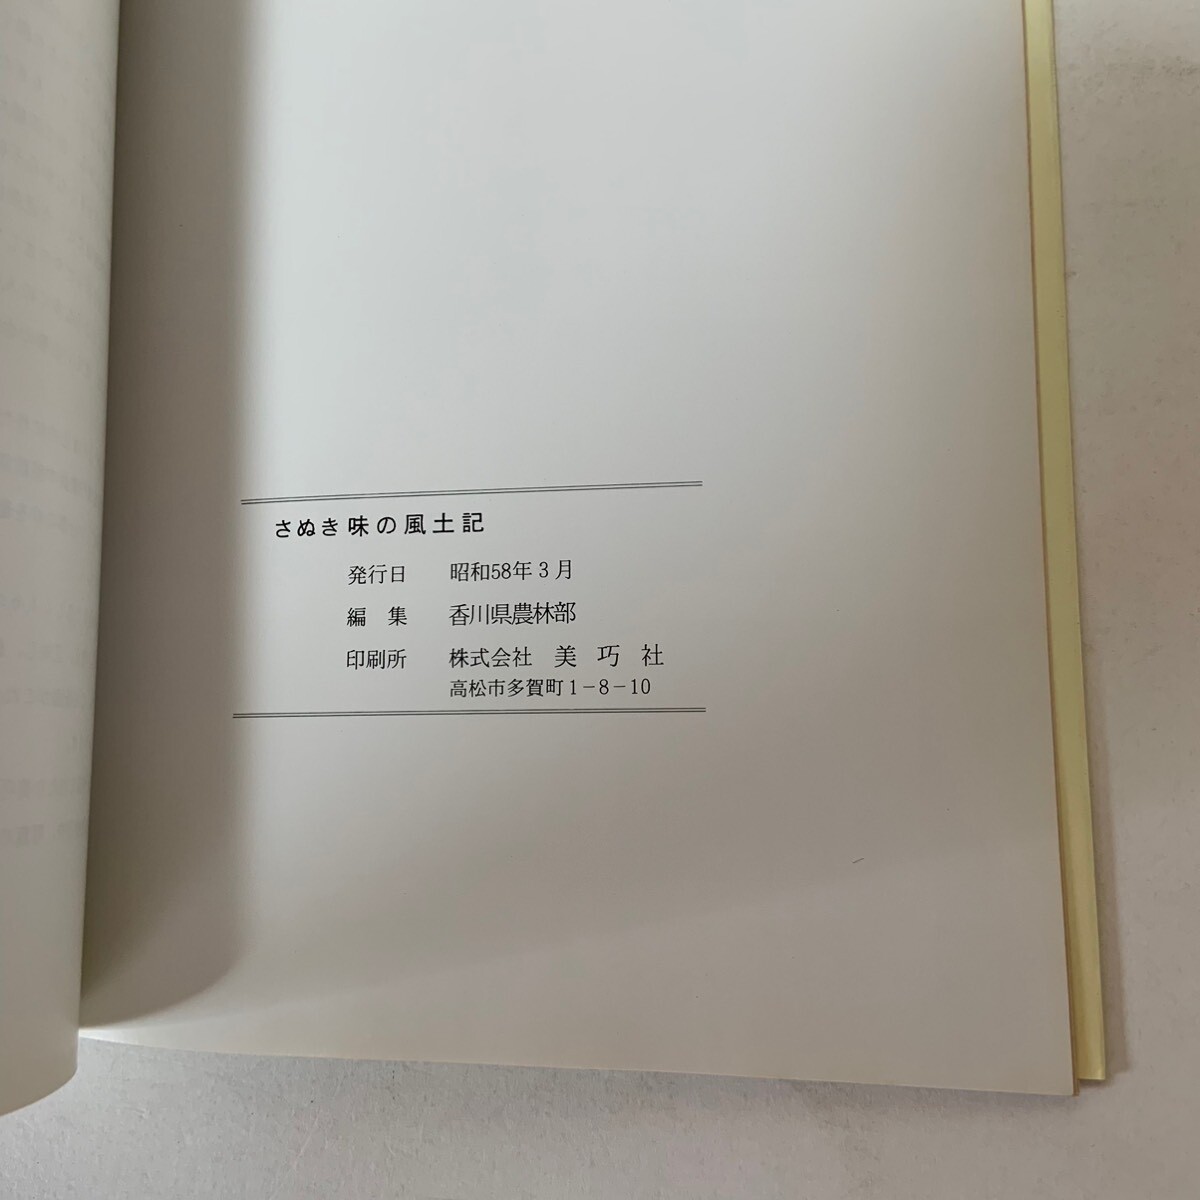 さぬき味の風土記
発行日 昭和58年3月
編集 香川県農林部
印刷所 株式会社 美巧社
高松市多賀町1-8-10